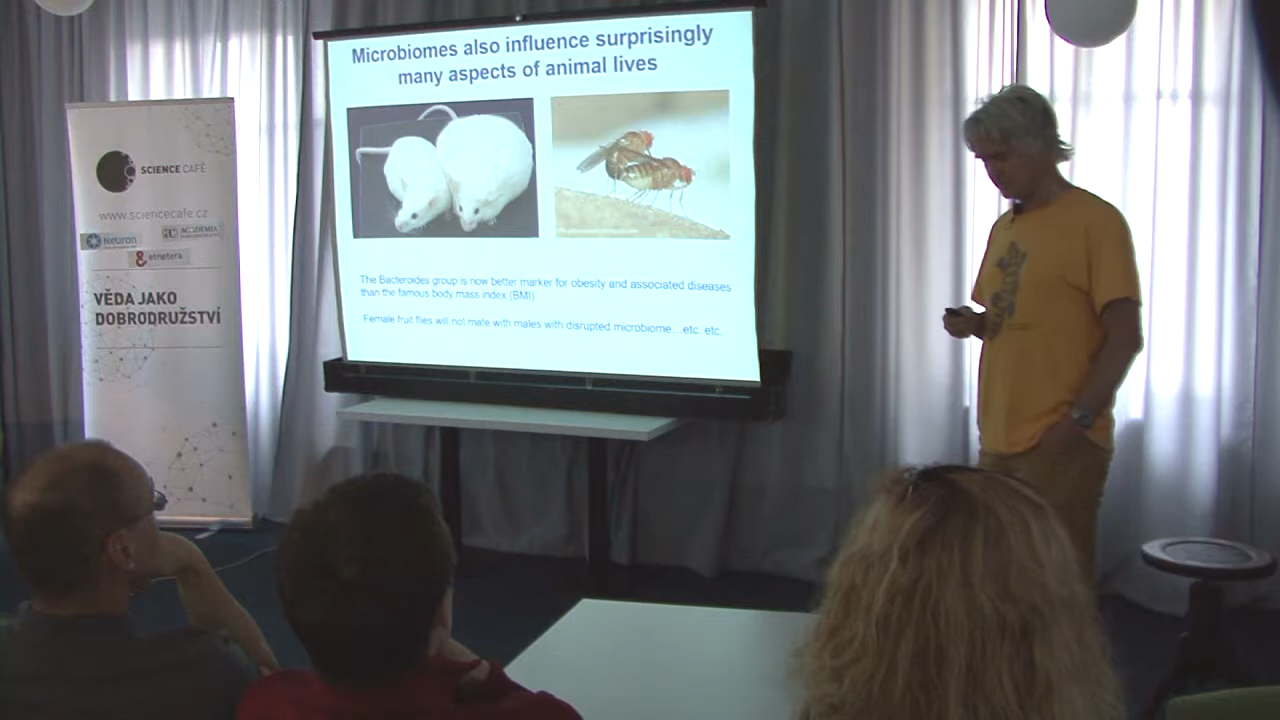 Microbiomes also influence surprisingly
many aspects of animal lives
The Bacteroides group is now better marker for obesity and associated diseases
than the famous body mass index (BMI)
Female fruit flies will not mate with males with disrupted microbiome...etc. etc.
SCIENCE CAFÉ
www.sciencecafe.cz
Neuron
ACADEMIA
etnetera
VĚDA JAKO
DOBRODRUŽSTVÍ